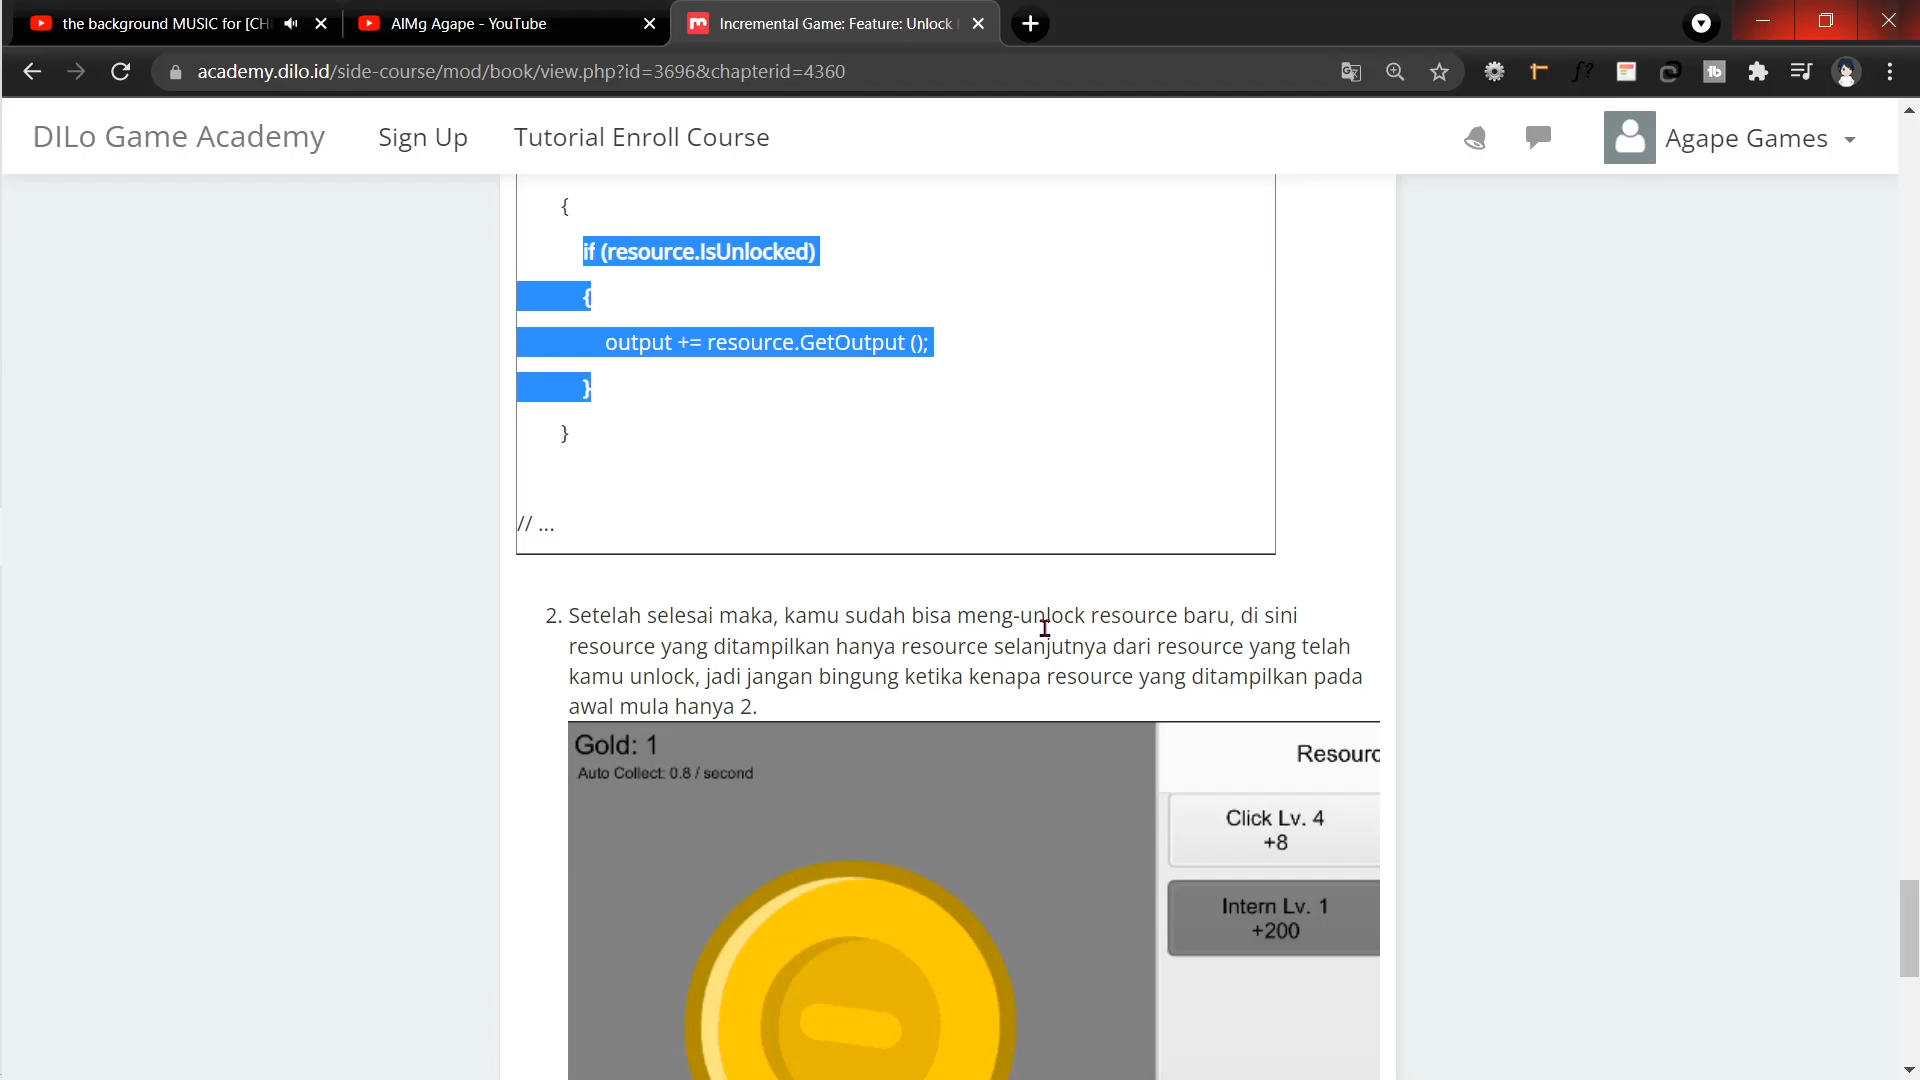 the background MUSIC for [CH
AIMg Agape - YouTube
Incremental Game: Feature: Unlock
academy.dilo.id/side-course/mod/book/view.php?id=3696&chapterid=4360
DILo Game Academy
Sign Up
Tutorial Enroll Course
Agape Games
{
if (resource.IsUnlocked)
{
output += resource.GetOutput ();
}
}
// ...
2. Setelah selesai maka, kamu sudah bisa meng-unlock resource baru, di sini
resource yang ditampilkan hanya resource selanjutnya dari resource yang telah
kamu unlock, jadi jangan bingung ketika kenapa resource yang ditampilkan pada
awal mula hanya 2.
Gold: 1
Auto Collect: 0.8 / second
Resourc
Click Lv. 4
+8
Intern Lv. 1
+200